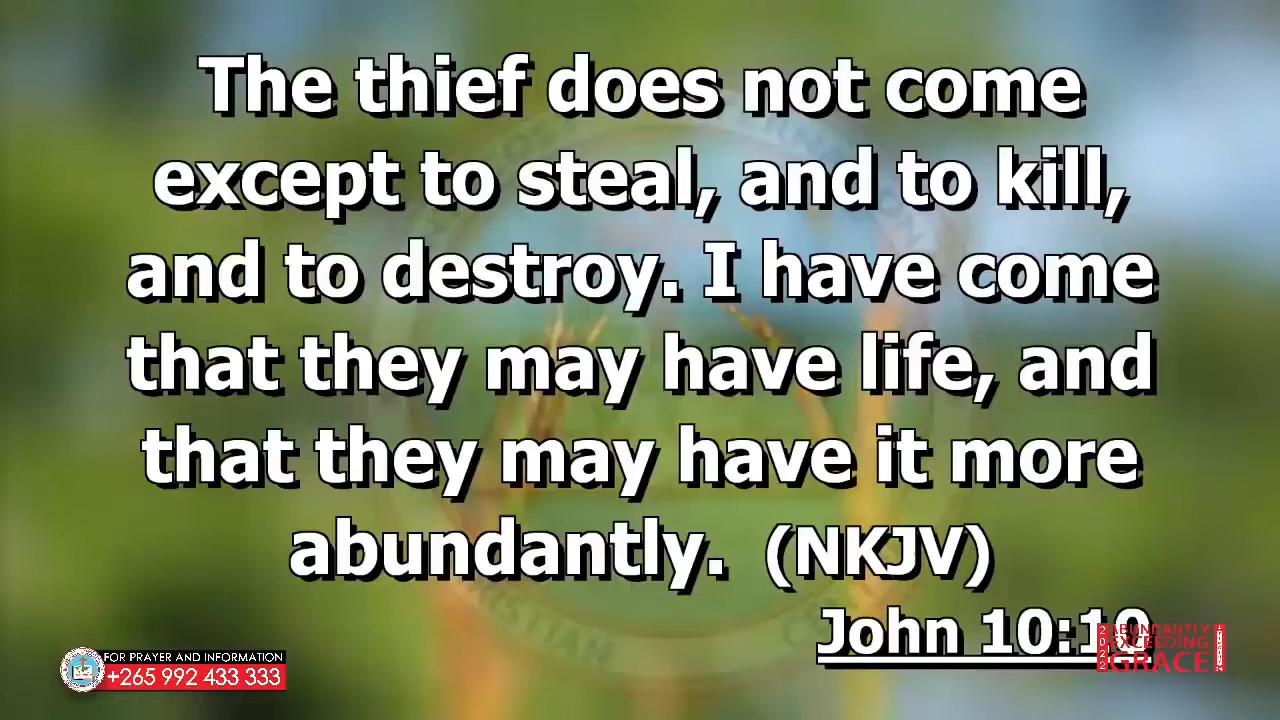 The thief does not come
except to steal, and to kill,
and to destroy. I have come
that they may have life, and
that they may have it more
abundantly. (NKJV)
John 10:10
FOR PRAYER AND INFORMATION
+265 992 433 333
2022
ABUNDANTLY
EXCEEDING
GRACE